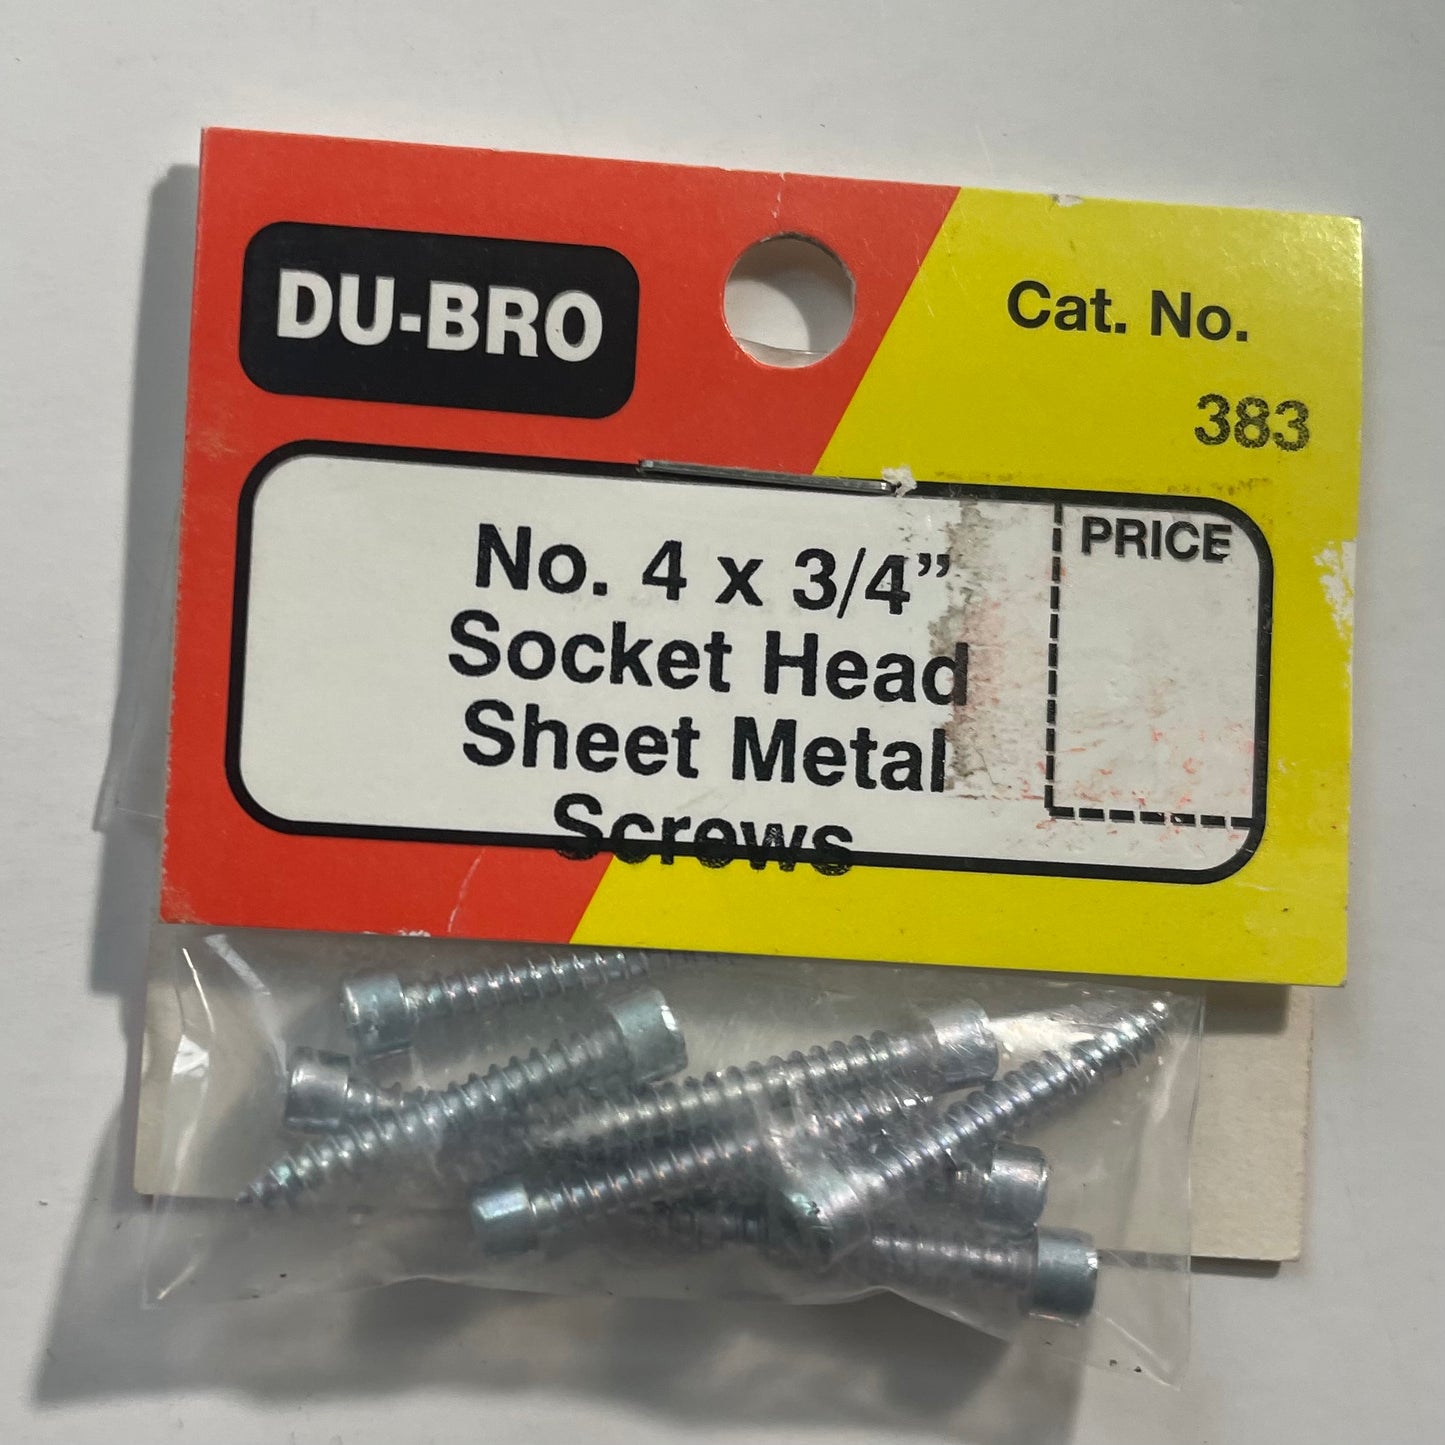 DU-BRO
Cat. No.
383
No. 4 x 3/4”
Socket Head
Sheet Metal
Screws
PRICE